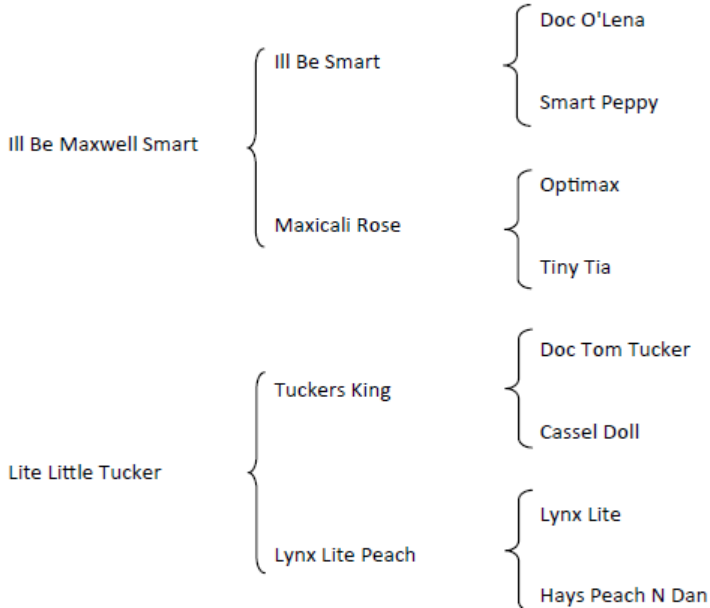 Doc O'Lena
Ill Be Smart
Smart Peppy
Ill Be Maxwell Smart
Optimax
Maxicali Rose
Tiny Tia
Doc Tom Tucker
Tuckers King
Cassel Doll
Lite Little Tucker
Lynx Lite
Lynx Lite Peach
Hays Peach N Dan